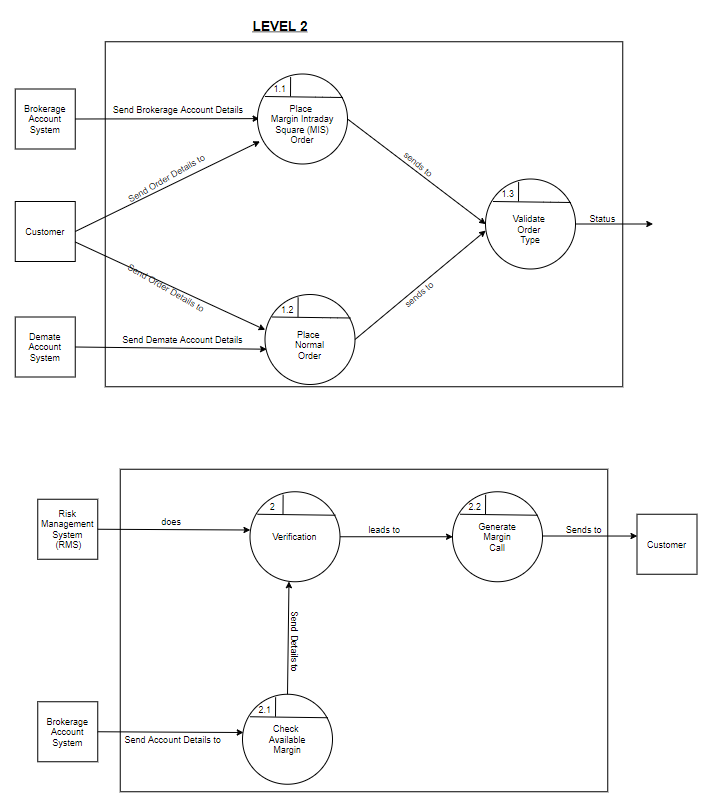 LEVEL 2
1.1
Brokerage
Account
System
Send Brokerage Account Details
Place
Margin Intraday
Square (MIS)
Order
Send Order Details to
sends to
1.3
Customer
Validate
Order
Type
Status
Send Order Details to
sends to
1.2
Demate
Account
System
Send Demate Account Details
Place
Normal
Order
2
2.2
Risk
Management
System
(RMS)
does
Verification
leads to
Generate
Margin
Call
Sends to
Customer
Send Details to
2.1
Brokerage
Account
System
Send Account Details to
Check
Available
Margin